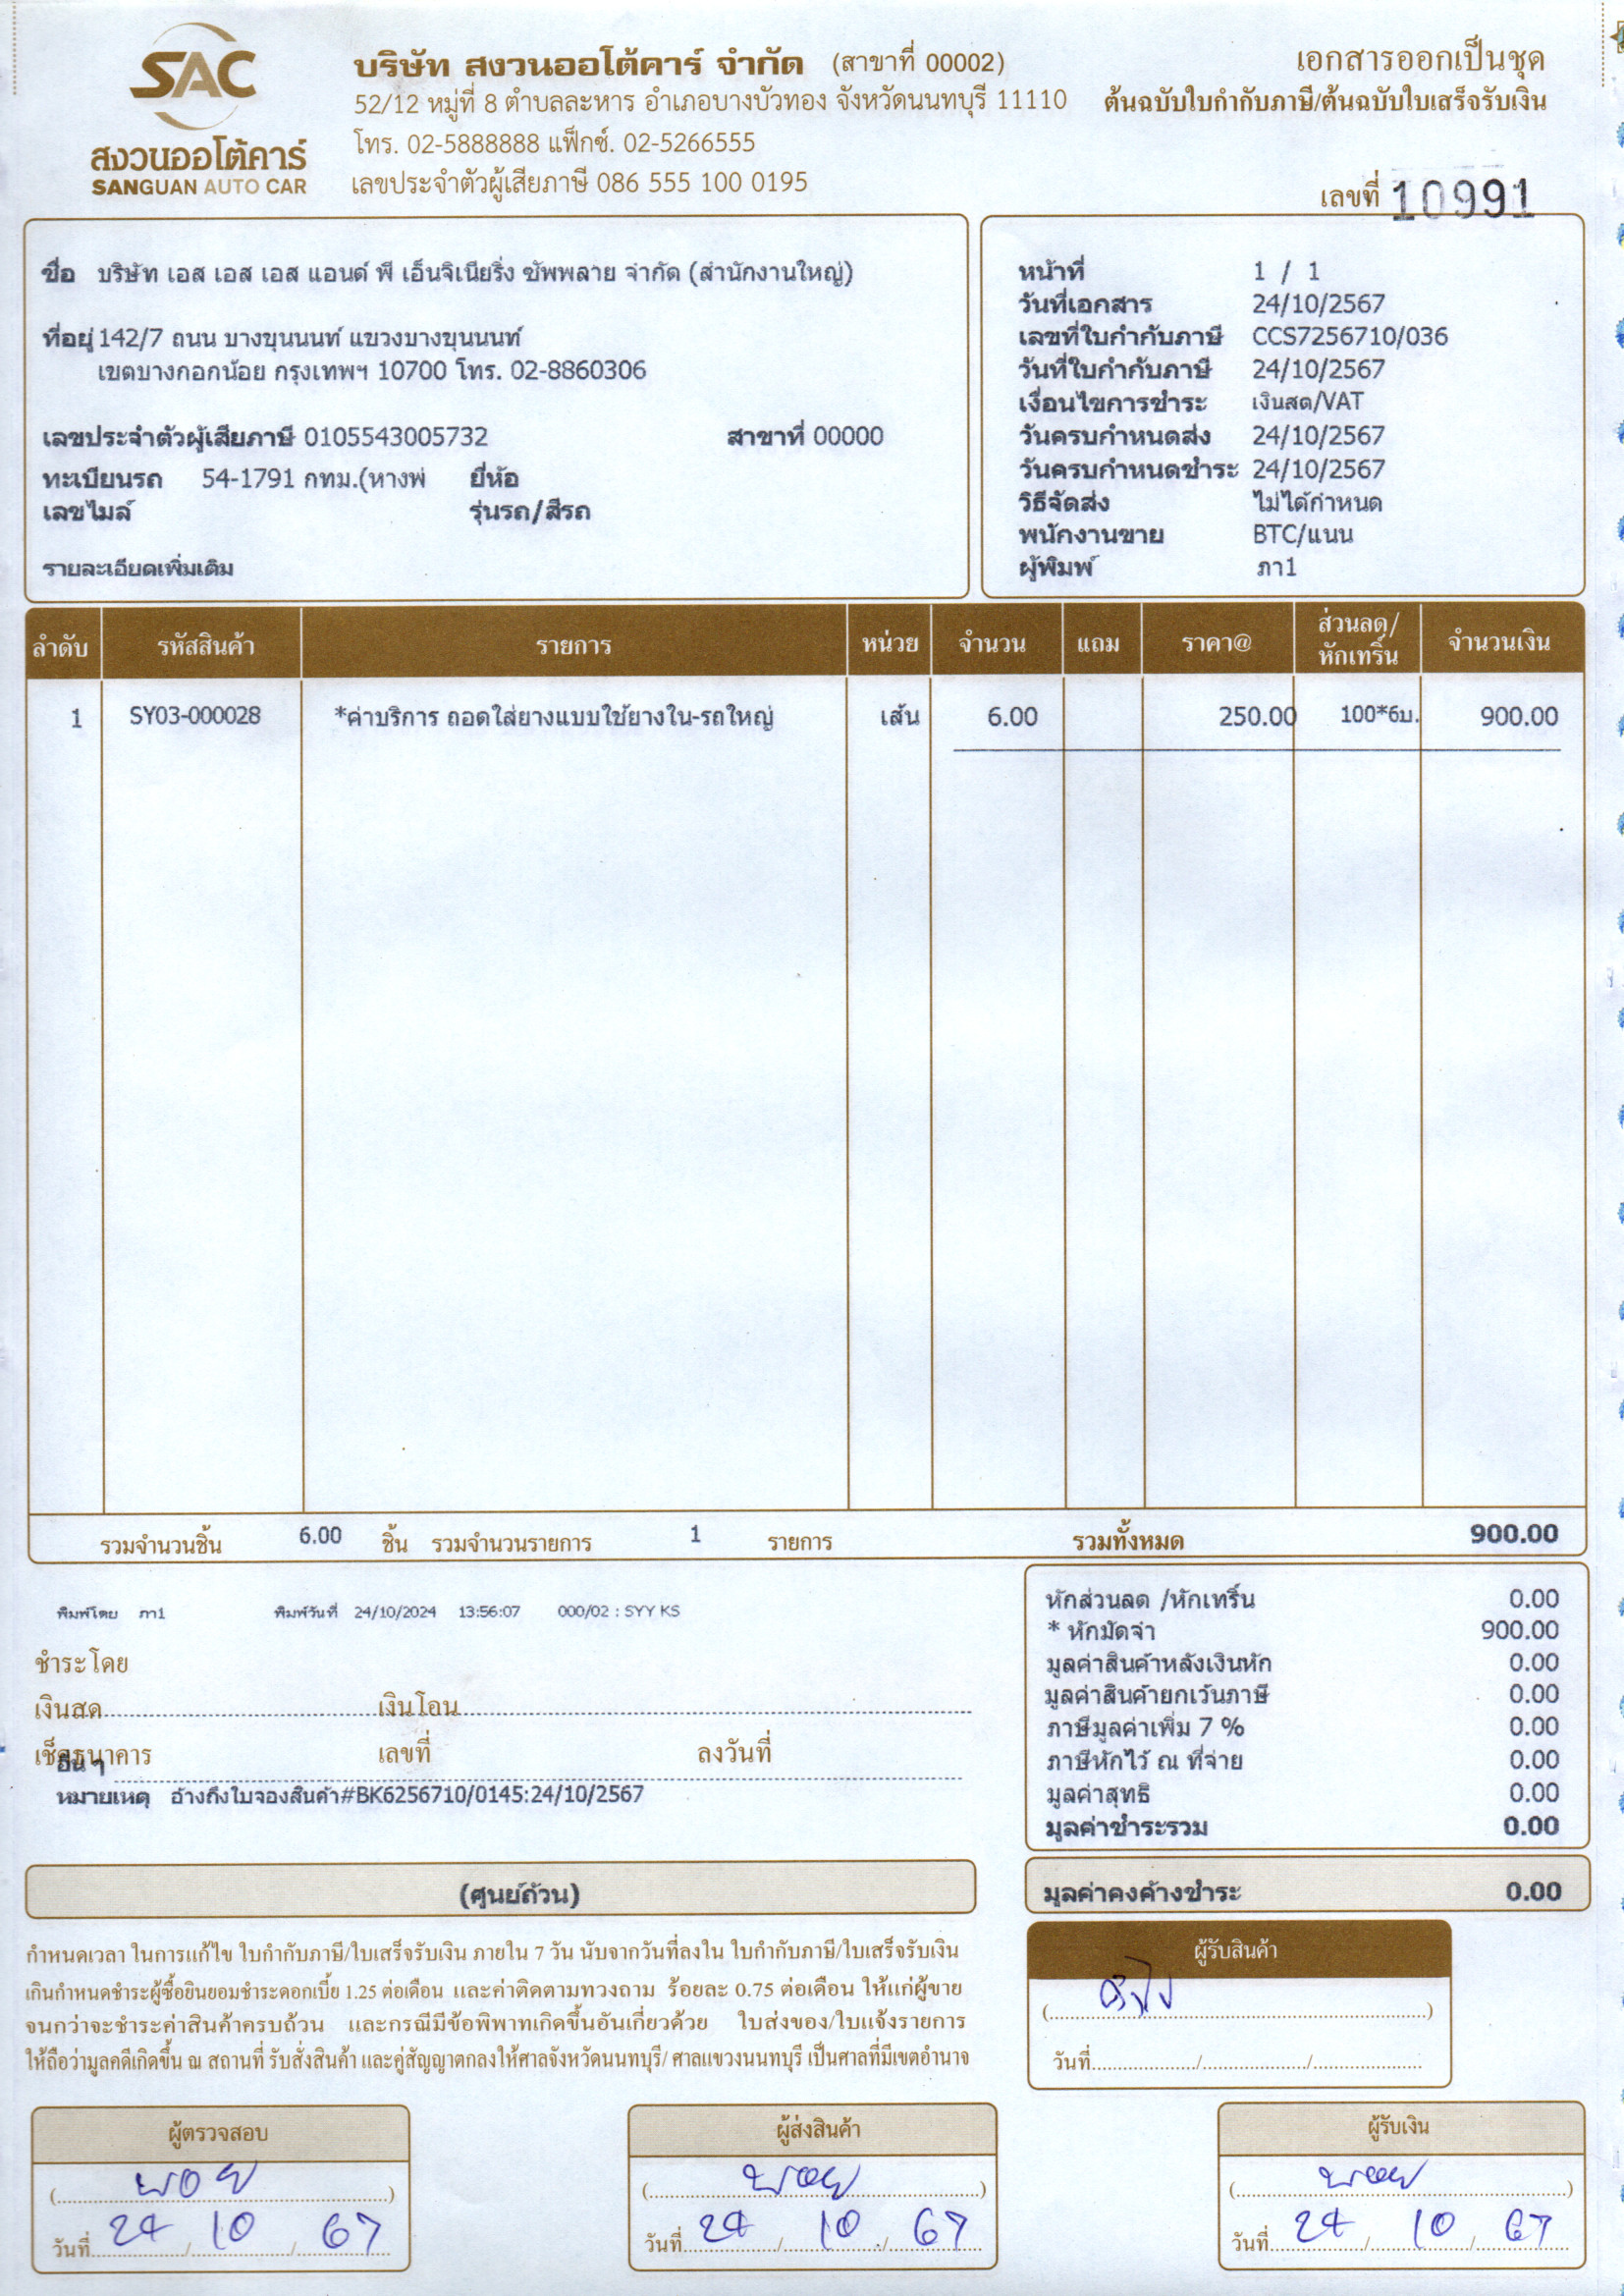 SAC
สงวนออโต้คาร์
SANGUAN AUTO CAR
บริษัท สงวนออโต้คาร์ จำกัด (สาขาที่ 00002)
52/12 หมู่ที่ 8 ตำบลละหาร อำเภอบางบัวทอง จังหวัดนนทบุรี 11110
โทร. 02-5888888 แฟ็กซ์. 02-5266555
เลขประจำตัวผู้เสียภาษี 086 555 100 0195
เอกสารออกเป็นชุด
ต้นฉบับใบกำกับภาษี/ต้นฉบับใบเสร็จรับเงิน
เลขที่ 10991
ชื่อ บริษัท เอส เอส เอส แอนด์ พี เอ็นจิเนียริ่ง ซัพพลาย จำกัด (สำนักงานใหญ่)
ที่อยู่ 142/7 ถนน บางขุนนนท์ แขวงบางขุนนนท์
เขตบางกอกน้อย กรุงเทพฯ 10700 โทร. 02-8860306
เลขประจำตัวผู้เสียภาษี 0105543005732 สาขาที่ 00000
ทะเบียนรถ 54-1791 กทม.(หางพ่ ยี่ห้อ
เลขไมล์ รุ่นรถ/สีรถ
รายละเอียดเพิ่มเติม
หน้าที่ 1 / 1
วันที่เอกสาร 24/10/2567
เลขที่ใบกำกับภาษี CCS7256710/036
วันที่ใบกำกับภาษี 24/10/2567
เงื่อนไขการชำระ เงินสด/VAT
วันครบกำหนดส่ง 24/10/2567
วันครบกำหนดชำระ 24/10/2567
วิธีจัดส่ง ไม่ได้กำหนด
พนักงานขาย BTC/แนน
ผู้พิมพ์ ภา1
ลำดับ รหัสสินค้า รายการ หน่วย จำนวน แถม ราคา@ ส่วนลด/หักเทริ์น จำนวนเงิน
1 SY03-000028 *ค่าบริการ ถอดใส่ยางแบบใช้ยางใน-รถใหญ่ เส้น 6.00 250.00 100*6บ. 900.00
รวมจำนวนชิ้น 6.00 ชิ้น รวมจำนวนรายการ 1 รายการ รวมทั้งหมด 900.00
พิมพ์โดย ภา1 พิมพ์วันที่ 24/10/2024 13:56:07 000/02 : SYY KS
ชำระโดย
เงินสด เงินโอน
เช็คธนาคาร เลขที่ ลงวันที่
อื่น ๆ
หมายเหตุ อ้างถึงใบจองสินค้า#BK6256710/0145:24/10/2567
หักส่วนลด /หักเทริ์น 0.00
* หักมัดจำ 900.00
มูลค่าสินค้าหลังเงินหัก 0.00
มูลค่าสินค้ายกเว้นภาษี 0.00
ภาษีมูลค่าเพิ่ม 7 % 0.00
ภาษีหักไว้ ณ ที่จ่าย 0.00
มูลค่าสุทธิ 0.00
มูลค่าชำระรวม 0.00
(ศูนย์ถ้วน)
มูลค่าคงค้างชำระ 0.00
กำหนดเวลา ในการแก้ไข ใบกำกับภาษี/ใบเสร็จรับเงิน ภายใน 7 วัน นับจากวันที่ลงใน ใบกำกับภาษี/ใบเสร็จรับเงิน
เกินกำหนดชำระผู้ซื้อยินยอมชำระดอกเบี้ย 1.25 ต่อเดือน และค่าติดตามทวงถาม ร้อยละ 0.75 ต่อเดือน ให้แก่ผู้ขาย
จนกว่าจะชำระค่าสินค้าครบถ้วน และกรณีมีข้อพิพาทเกิดขึ้นอันเกี่ยวด้วย ใบส่งของ/ใบแจ้งรายการ
ให้ถือว่ามูลคดีเกิดขึ้น ณ สถานที่ รับสั่งสินค้า และคู่สัญญาตกลงให้ศาลจังหวัดนนทบุรี/ ศาลแขวงนนทบุรี เป็นศาลที่มีเขตอำนาจ
ผู้รับสินค้า
วันที่
ผู้ตรวจสอบ
พลอย
วันที่ 24 / 10 / 67
ผู้ส่งสินค้า
พลอย
วันที่ 24 / 10 / 67
ผู้รับเงิน
พลอย
วันที่ 24 / 10 / 67